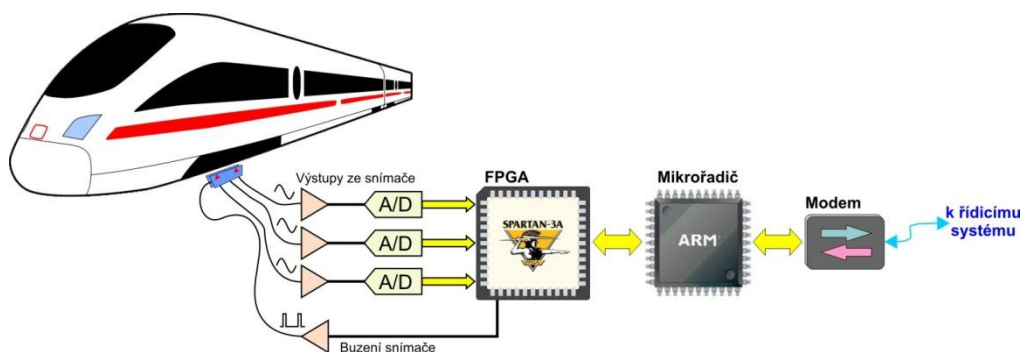 Výstupy ze snímače
A/D
A/D
A/D
FPGA
SPARTAN-3A
Mikrořadič
ARM
Modem
k řídicímu
systému
Buzení snímače